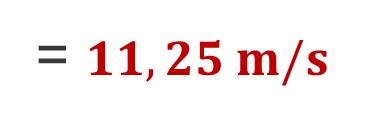 = 11, 25 m/s